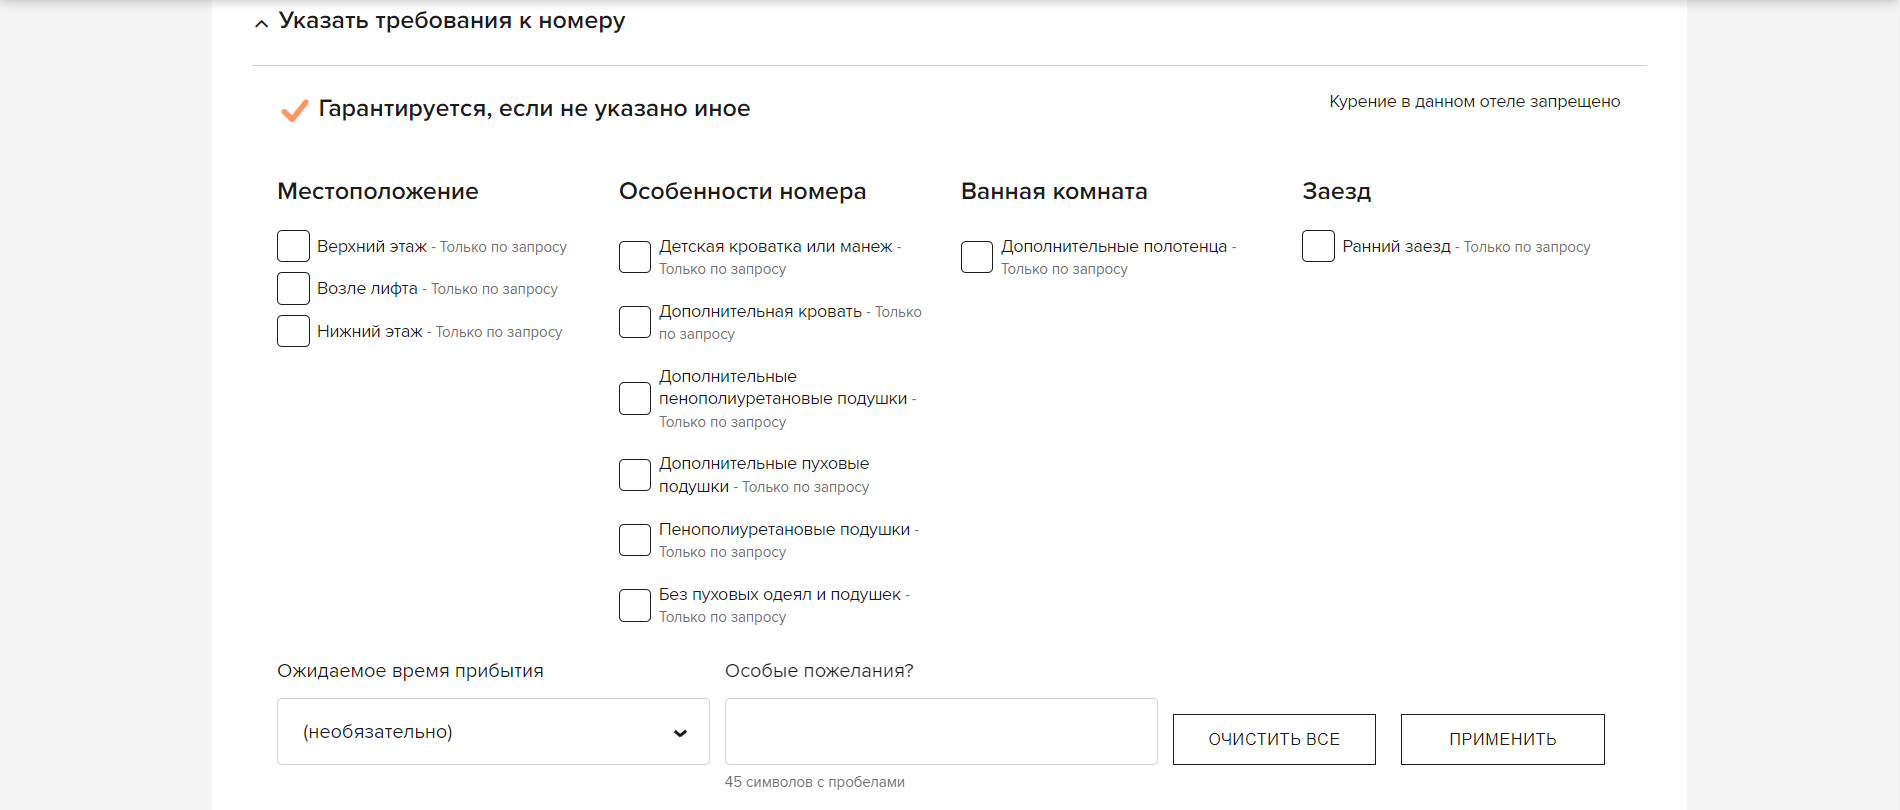 Указать требования к номеру
Гарантируется, если не указано иное
Курение в данном отеле запрещено
Местоположение
Верхний этаж - Только по запросу
Возле лифта - Только по запросу
Нижний этаж - Только по запросу
Особенности номера
Детская кроватка или манеж -
Только по запросу
Дополнительная кровать - Только
по запросу
Дополнительные
пенополиуретановые подушки -
Только по запросу
Дополнительные пуховые
подушки - Только по запросу
Пенополиуретановые подушки -
Только по запросу
Без пуховых одеял и подушек -
Только по запросу
Ванная комната
Дополнительные полотенца -
Только по запросу
Заезд
Ранний заезд - Только по запросу
Ожидаемое время прибытия
(необязательно)
Особые пожелания?
45 символов с пробелами
ОЧИСТИТЬ ВСЕ
ПРИМЕНИТЬ